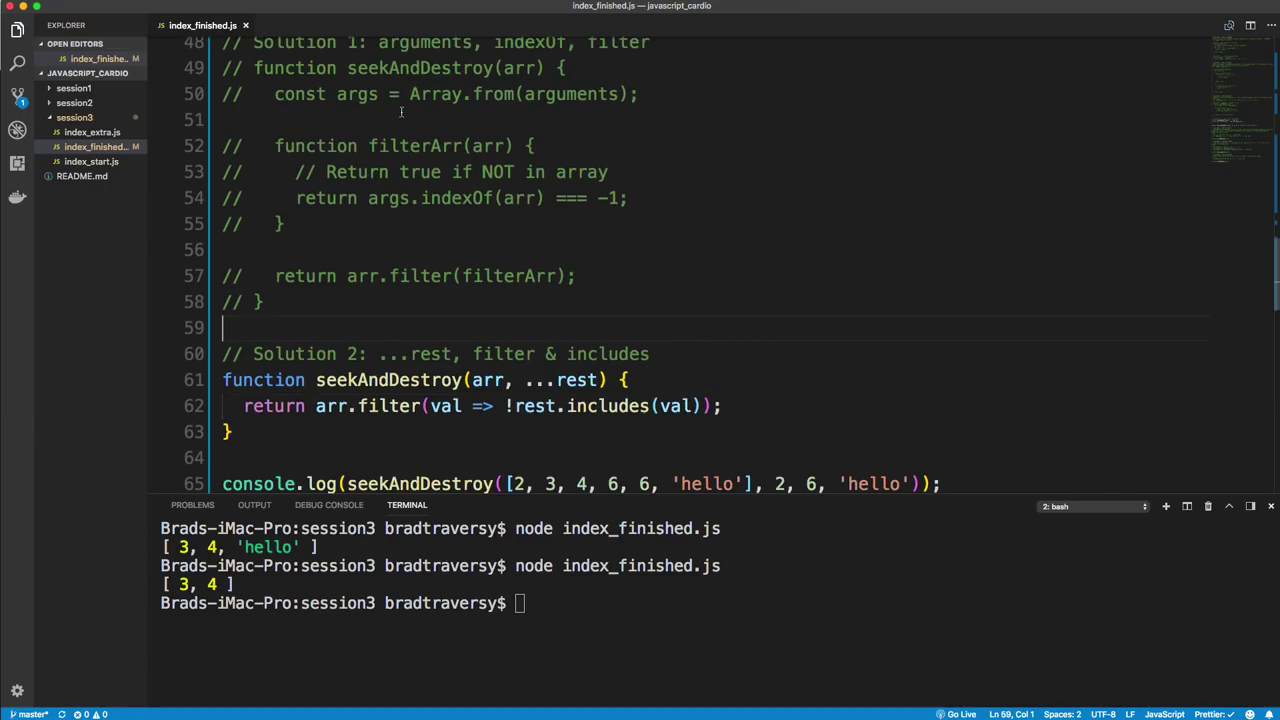 index_finished.js — javascript_cardio
EXPLORER
OPEN EDITORS
index_finishe.. M
JAVASCRIPT_CARDIO
session1
session2
session3
index_extra.js
index_finished... M
index_start.js
README.md
1
index_finished.js ×
48 // Solution 1: arguments, indexOf, filter
49 // function seekAndDestroy(arr) {
50 //   const args = Array.from(arguments);
51
52 //   function filterArr(arr) {
53 //     // Return true if NOT in array
54 //     return args.indexOf(arr) === -1;
55 //   }
56
57 //   return arr.filter(filterArr);
58 // }
59
60 // Solution 2: ...rest, filter & includes
61 function seekAndDestroy(arr, ...rest) {
62   return arr.filter(val => !rest.includes(val));
63 }
64
65 console.log(seekAndDestroy([2, 3, 4, 6, 6, 'hello'], 2, 6, 'hello'));
PROBLEMS OUTPUT DEBUG CONSOLE TERMINAL 2: bash
Brads-iMac-Pro:session3 bradtraversy$ node index_finished.js
[ 3, 4, 'hello' ]
Brads-iMac-Pro:session3 bradtraversy$ node index_finished.js
[ 3, 4 ]
Brads-iMac-Pro:session3 bradtraversy$
master* 0 0 Go Live Ln 59, Col 1 Spaces: 2 UTF-8 LF JavaScript Prettier: ✓